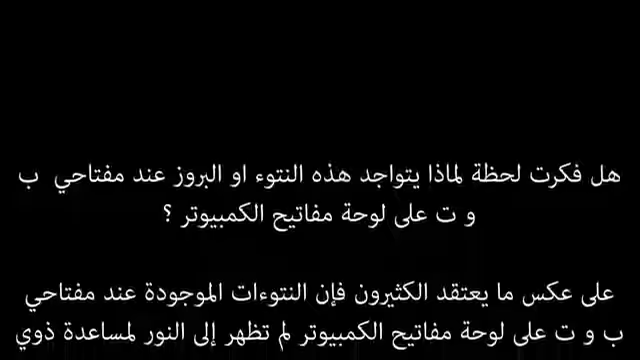 هل فكرت لحظة لماذا يتواجد هذه النتوء او البروز عند مفتاحي ب
و ت على لوحة مفاتيح الكمبيوتر ؟
على عكس ما يعتقد الكثيرون فإن النتوءات الموجودة عند مفتاحي
ب و ت على لوحة مفاتيح الكمبيوتر لم تظهر إلى النور لمساعدة ذوي